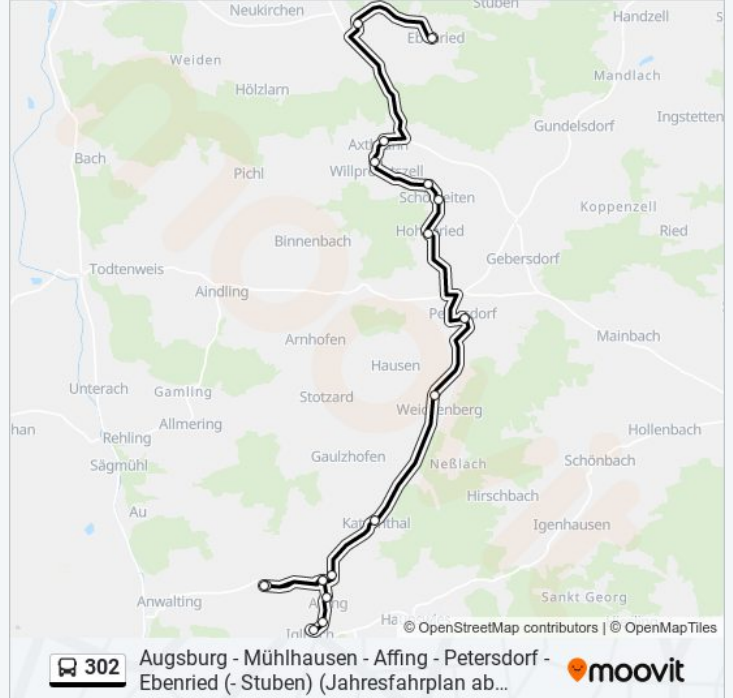 Stuben
Neukirchen
Handzell
Ebenried
Weiden
Mandlach
Hölzlarn
Ingstetten
Gundelsdorf
Axtbrunn
Bach
Willprechtszell
Pichl
Schönleiten
Koppenzell
Hohenried
Ried
Binnenbach
Gebersdorf
Todtenweis
Aindling
Petersdorf
Mainbach
Arnhofen
Hausen
Unterach
Gamling
Stotzard
Weichenberg
Allmering
Hollenbach
Rehling
Sägmühl
Gaulzhofen
Neßlach
Schönbach
Hirschbach
Au
Katzenthal
Igenhausen
Anwalting
Affing
Sankt Georg
© OpenStreetMap contributors | © OpenMapTiles
302
Augsburg - Mühlhausen - Affing - Petersdorf -
Ebenried (- Stuben) (Jahresfahrplan ab...
moovit